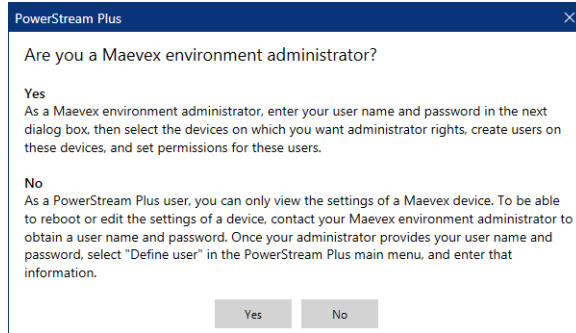 PowerStream Plus
Are you a Maevex environment administrator?
Yes
As a Maevex environment administrator, enter your user name and password in the next
dialog box, then select the devices on which you want administrator rights, create users on
these devices, and set permissions for these users.
No
As a PowerStream Plus user, you can only view the settings of a Maevex device. To be able
to reboot or edit the settings of a device, contact your Maevex environment administrator to
obtain a user name and password. Once your administrator provides your user name and
password, select "Define user" in the PowerStream Plus main menu, and enter that
information.
Yes No